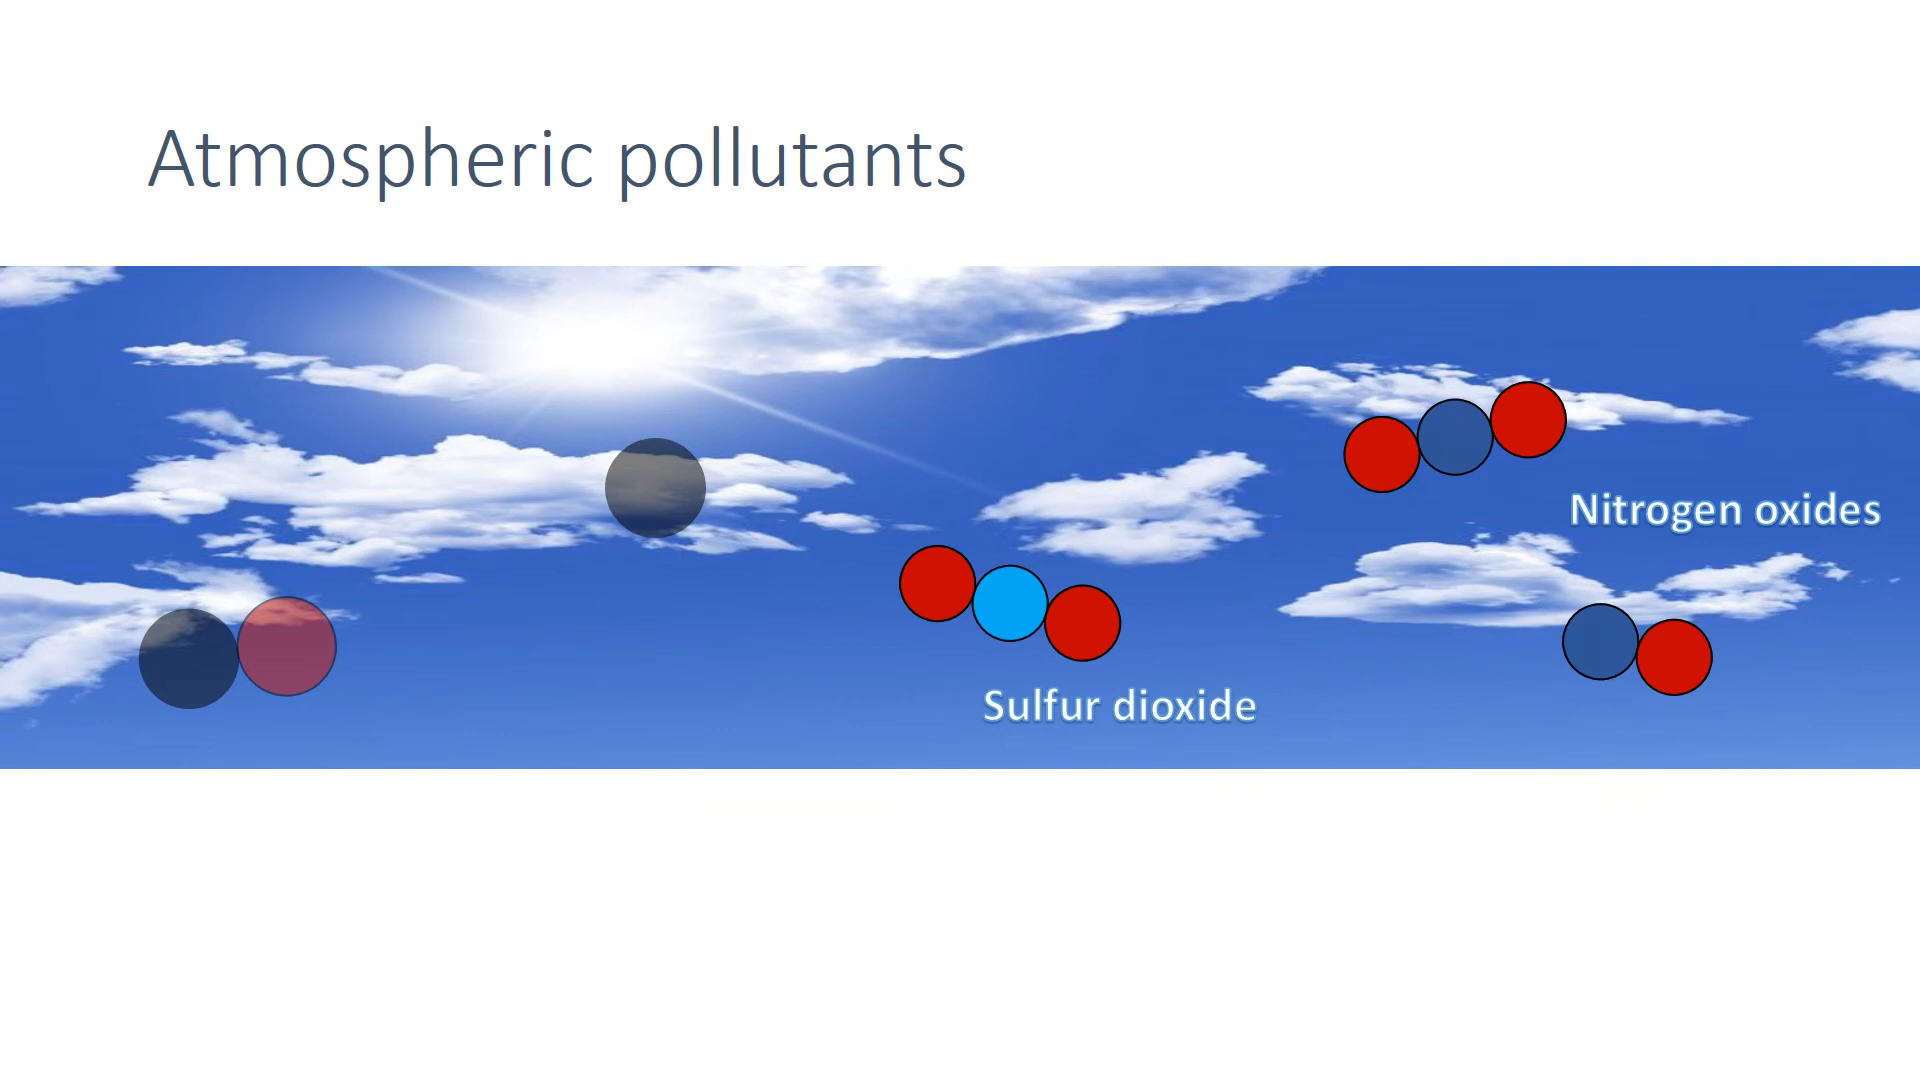 Atmospheric pollutants
Nitrogen oxides
Sulfur dioxide